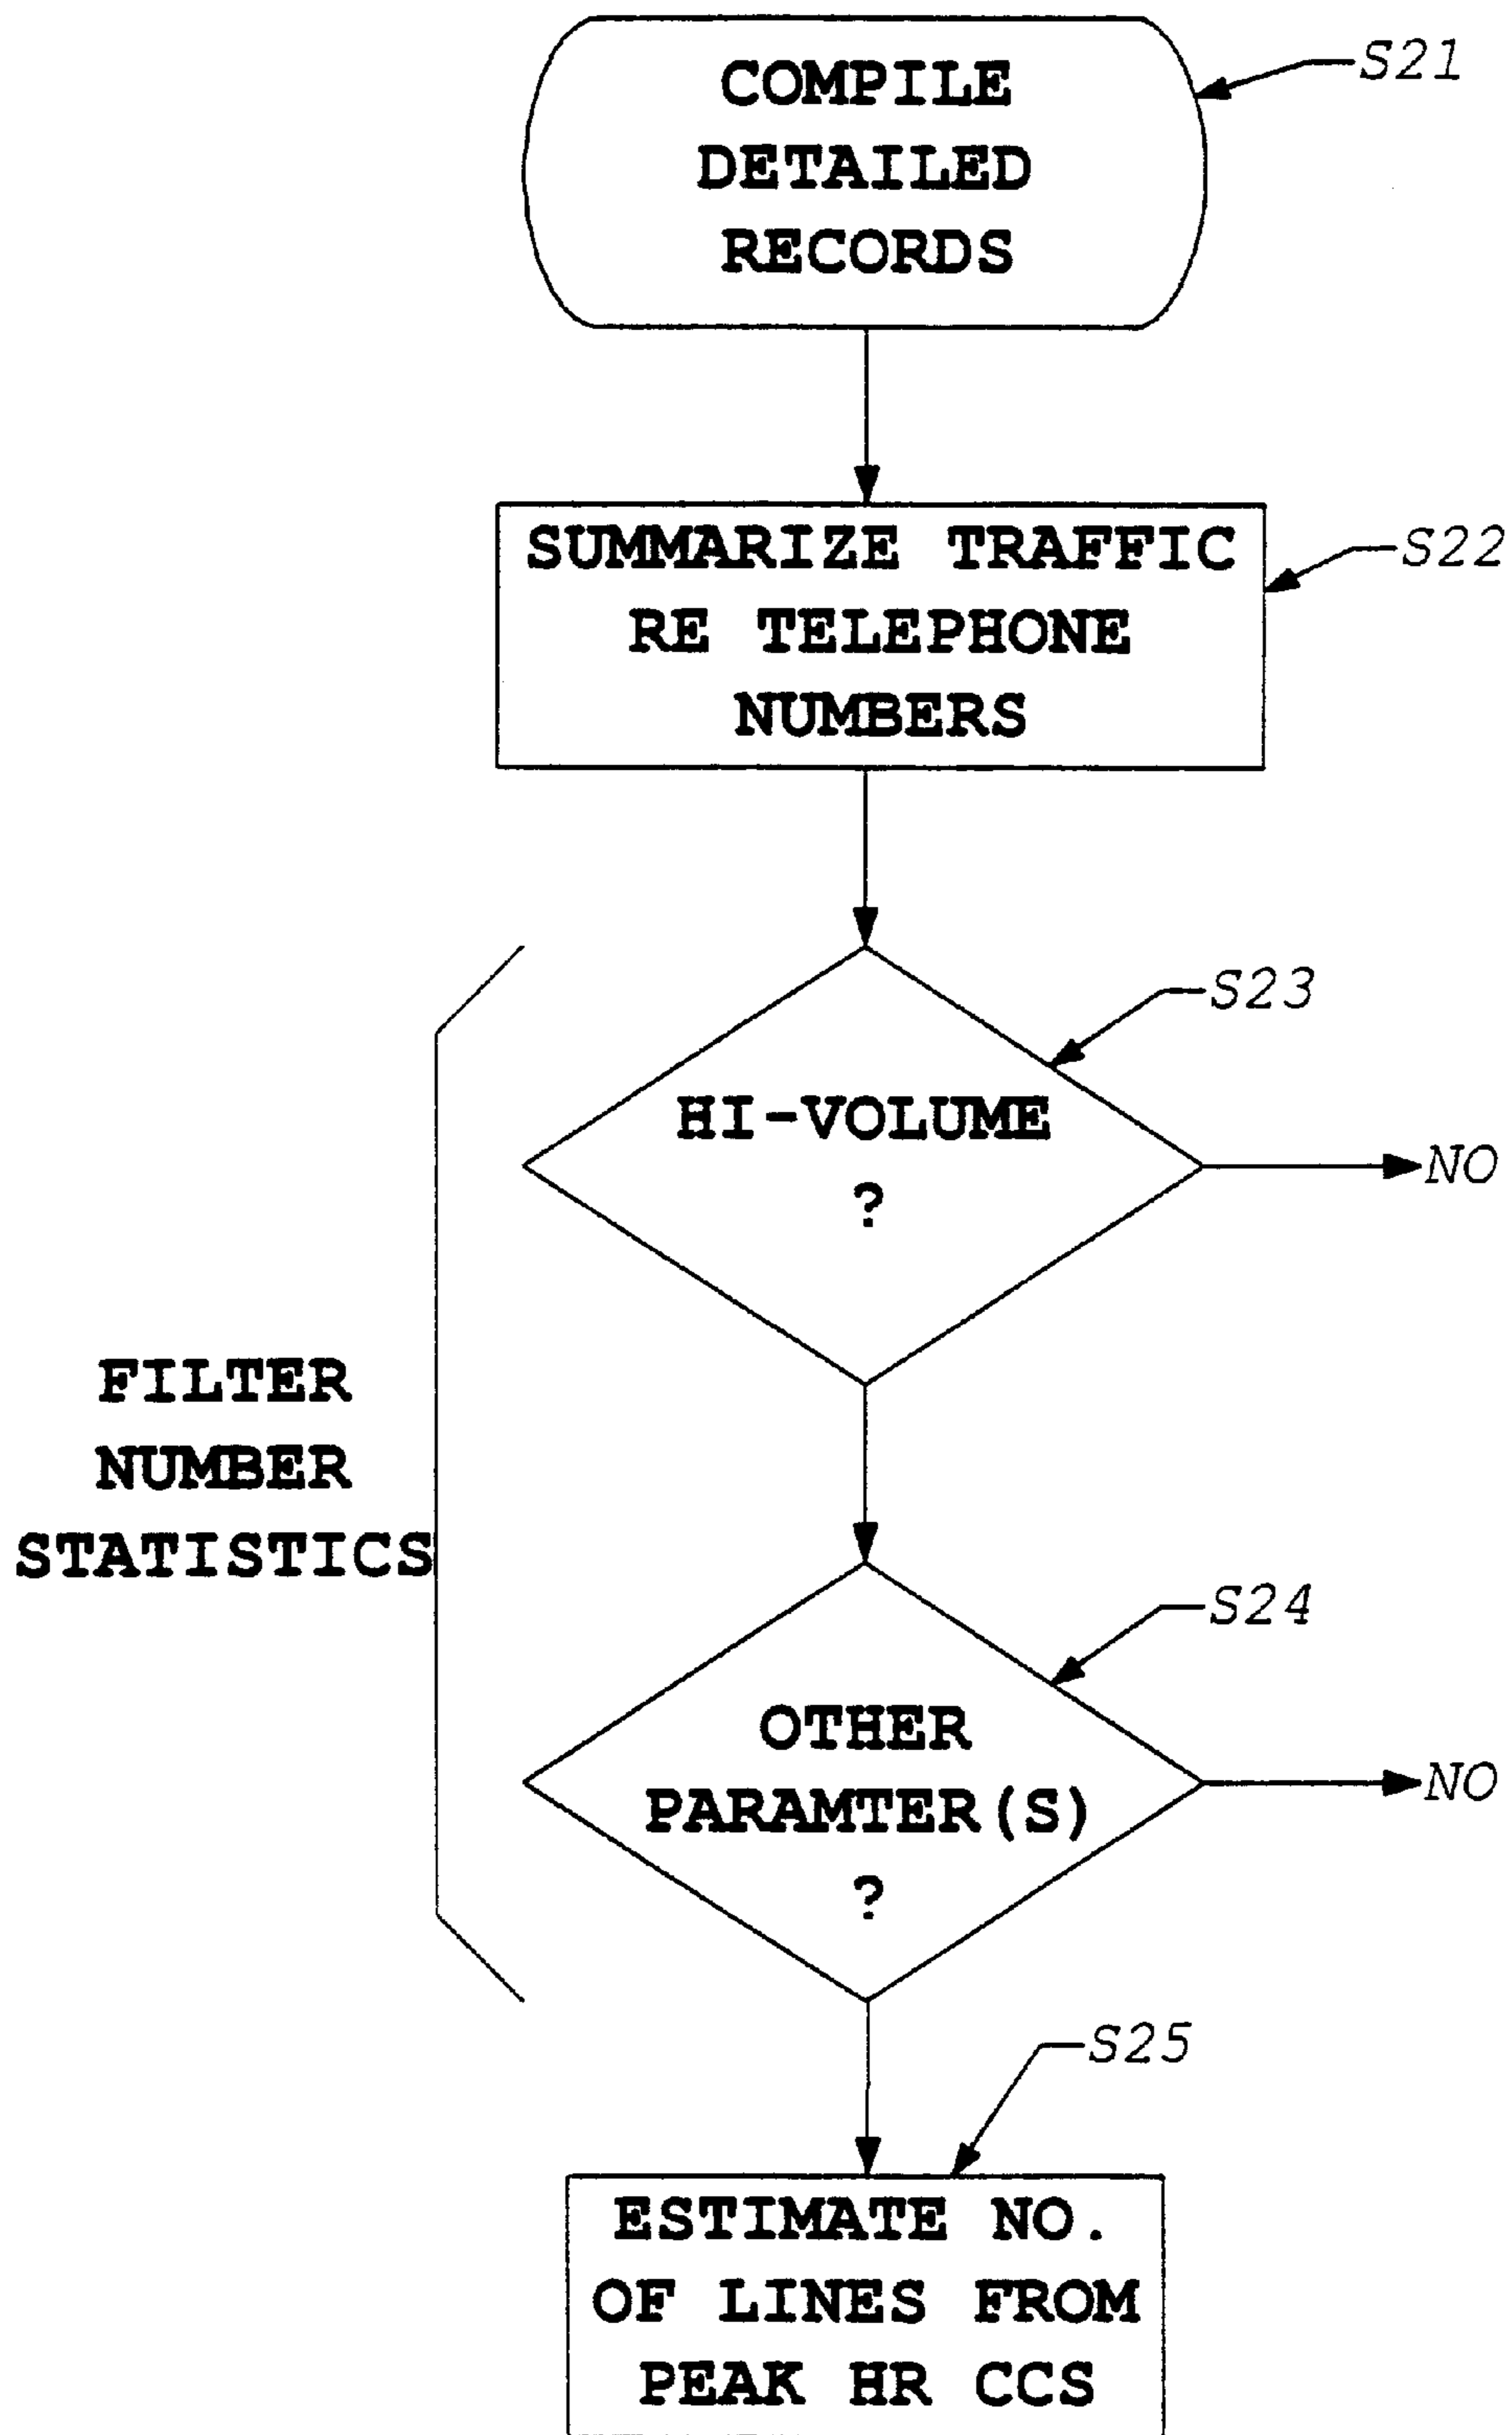 COMPILE
DETAILED
RECORDS
S21
SUMMARIZE TRAFFIC
RE TELEPHONE
NUMBERS
S22
S23
HI-VOLUME
?
NO
FILTER
NUMBER
STATISTICS
S24
OTHER
PARAMTER(S)
?
NO
S25
ESTIMATE NO.
OF LINES FROM
PEAK HR CCS